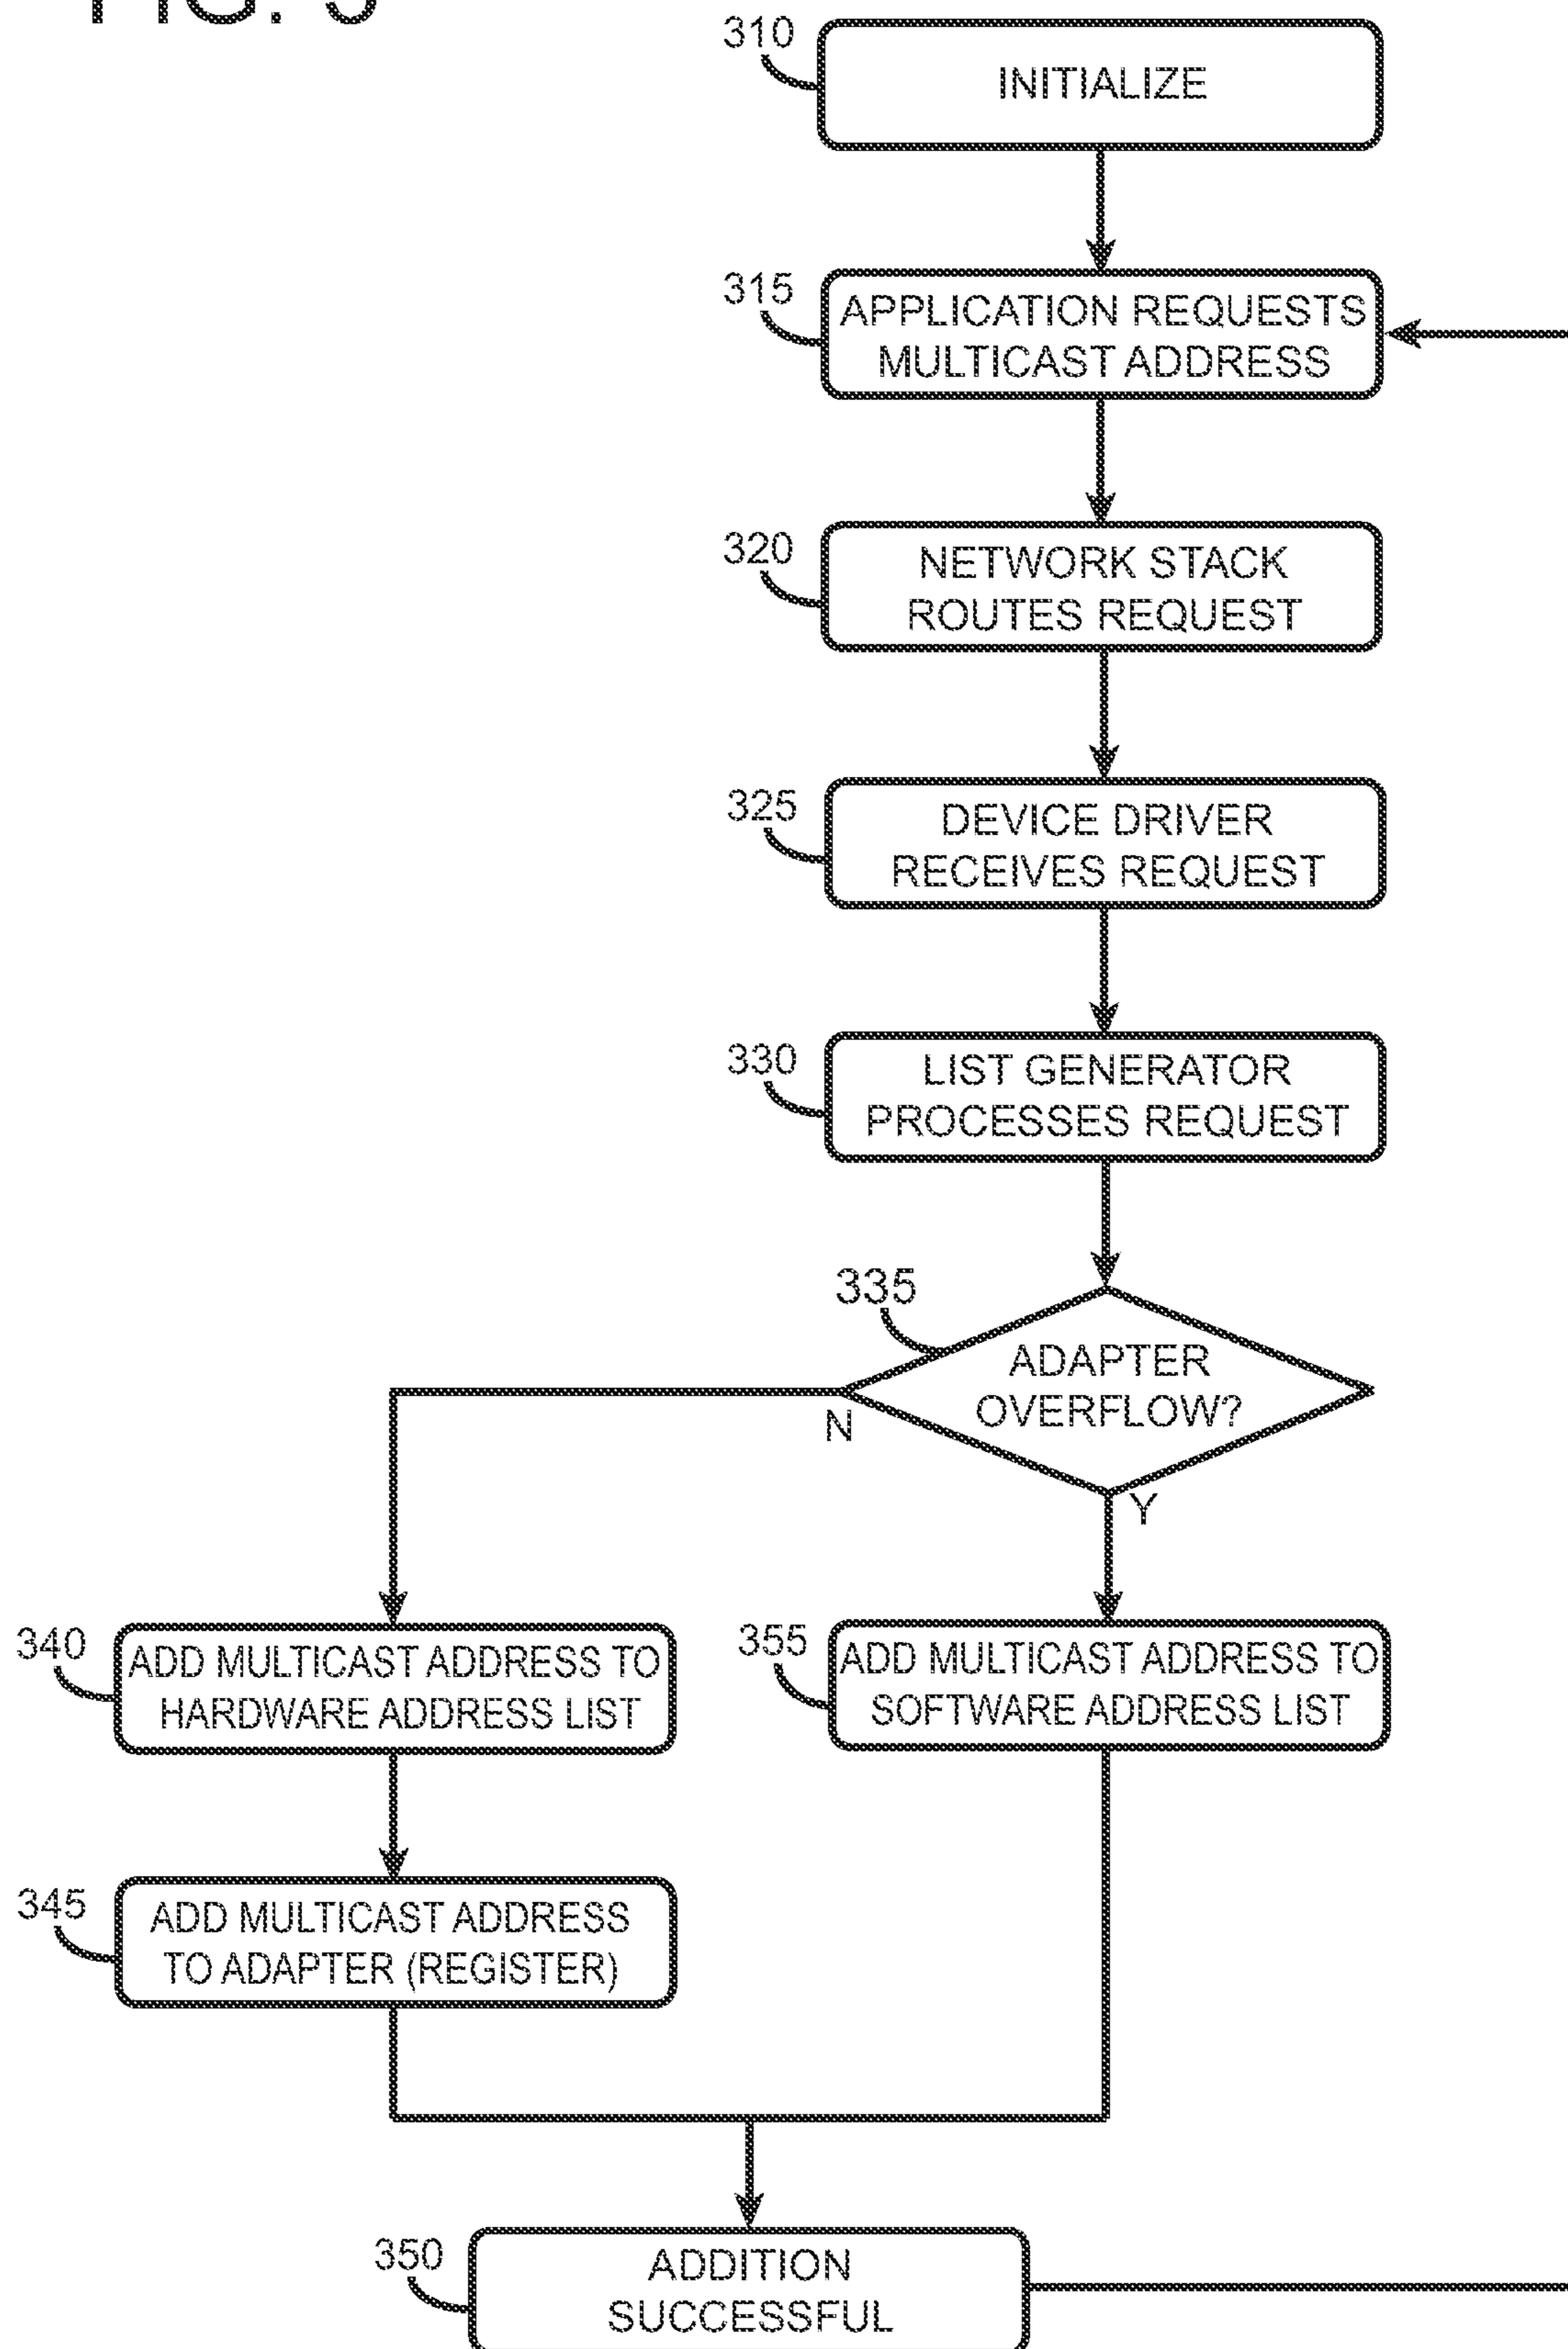 310
INITIALIZE
315
APPLICATION REQUESTS
MULTICAST ADDRESS
320
NETWORK STACK
ROUTES REQUEST
325
DEVICE DRIVER
RECEIVES REQUEST
330
LIST GENERATOR
PROCESSES REQUEST
335
ADAPTER
OVERFLOW?
N
Y
340
ADD MULTICAST ADDRESS TO
HARDWARE ADDRESS LIST
355
ADD MULTICAST ADDRESS TO
SOFTWARE ADDRESS LIST
345
ADD MULTICAST ADDRESS
TO ADAPTER (REGISTER)
350
ADDITION
SUCCESSFUL